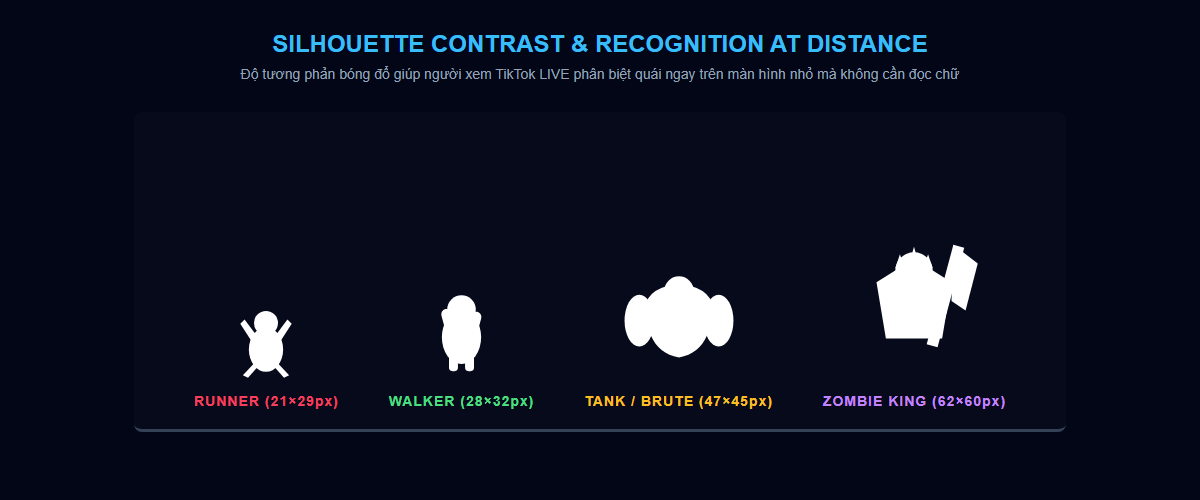 SILHOUETTE CONTRAST & RECOGNITION AT DISTANCE
Độ tương phản bóng đổ giúp người xem TikTok LIVE phân biệt quái ngay trên màn hình nhỏ mà không cần đọc chữ
RUNNER (21×29px)
WALKER (28×32px)
TANK / BRUTE (47×45px)
ZOMBIE KING (62×60px)